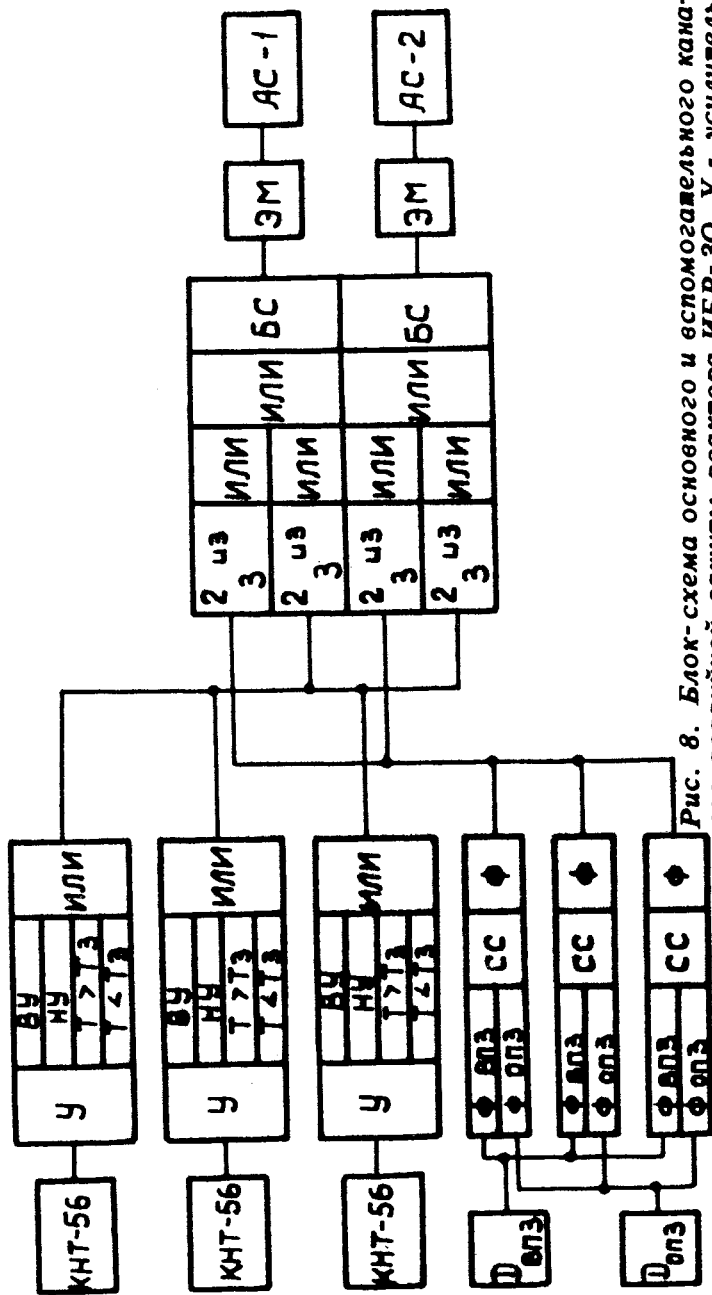 КНТ-56
У
ВУ
НУ
Т > Тз
Т < Тз
ИЛИ
КНТ-56
У
ВУ
НУ
Т > Тз
Т < Тз
ИЛИ
КНТ-56
У
ВУ
НУ
Т > Тз
Т < Тз
ИЛИ
D ВПЗ
D ОПЗ
Ф ВПЗ
Ф ОПЗ
СС
Ф
Ф ВПЗ
Ф ОПЗ
СС
Ф
Ф ВПЗ
Ф ОПЗ
СС
Ф
2 из 3
ИЛИ
2 из 3
ИЛИ
2 из 3
ИЛИ
2 из 3
ИЛИ
ИЛИ
БС
ИЛИ
БС
ЭМ
АС-1
ЭМ
АС-2
Рис. 8. Блок-схема основного и вспомогательного кана-